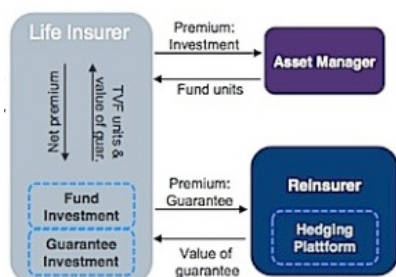 Life Insurer
Premium:
Investment
Asset Manager
Fund units
Net premium
TVF units &
value of guar.
Premium:
Guarantee
Reinsurer
Fund
Investment
Hedging
Plattform
Guarantee
Investment
Value of
guarantee